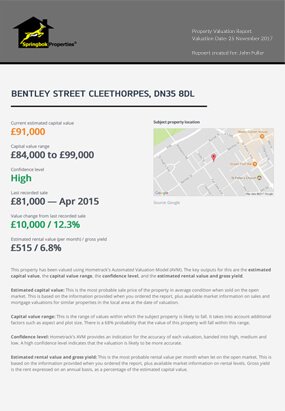 Property Valuation Report
Valuation Date: 25 November 2017
Report created for: John Fuller
Springbok Properties
BENTLEY STREET CLEETHORPES, DN35 8DL
Current estimated capital value
£91,000
Capital value range
£84,000 to £99,000
Confidence level
High
Last recorded sale
£81,000 — Apr 2015
Value change from last recorded sale
£10,000 / 12.3%
Estimated rental value (per month) / gross yield
£515 / 6.8%
Subject property location
Google
Source: Google
This property has been valued using Hometrack's Automated Valuation Model (AVM). The key outputs for this are the estimated
capital value, the capital value range, the confidence level, and the estimated rental value and gross yield.
Estimated capital value: This is the most probable sale price of the property in average condition when sold on the open
market. This is based on the information provided when you ordered the report, plus available market information on sales and
mortgage valuations for similar properties in the local area at the date of valuation.
Capital value range: This is the range of values within which the subject property is likely to fall. It takes into account additional
factors such as aspect and plot size. There is a 68% probability that the value of this property will fall within this range.
Confidence level: Hometrack's AVM provides an indication for the accuracy of each valuation, banded into high, medium and
low. A high confidence level indicates that the valuation is likely to be more accurate.
Estimated rental value and gross yield: This is the most probable rental value per month when let on the open market. This is
based on the information provided when you ordered the report, plus available market information on rental levels. Gross yield
is the rent expressed on an annual basis, as a percentage of the estimated capital value.